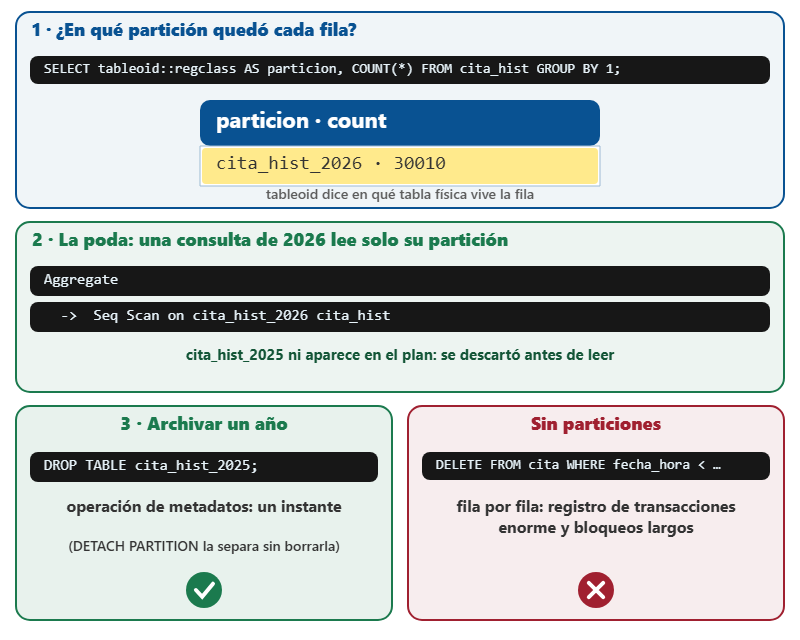 1 · ¿En qué partición quedó cada fila?
SELECT tableoid::regclass AS particion, COUNT(*) FROM cita_hist GROUP BY 1;
particion · count
cita_hist_2026 · 30010
tableoid dice en qué tabla física vive la fila
2 · La poda: una consulta de 2026 lee solo su partición
Aggregate
->  Seq Scan on cita_hist_2026 cita_hist
cita_hist_2025 ni aparece en el plan: se descartó antes de leer
3 · Archivar un año
DROP TABLE cita_hist_2025;
operación de metadatos: un instante
(DETACH PARTITION la separa sin borrarla)
Sin particiones
DELETE FROM cita WHERE fecha_hora < …
fila por fila: registro de transacciones
enorme y bloqueos largos